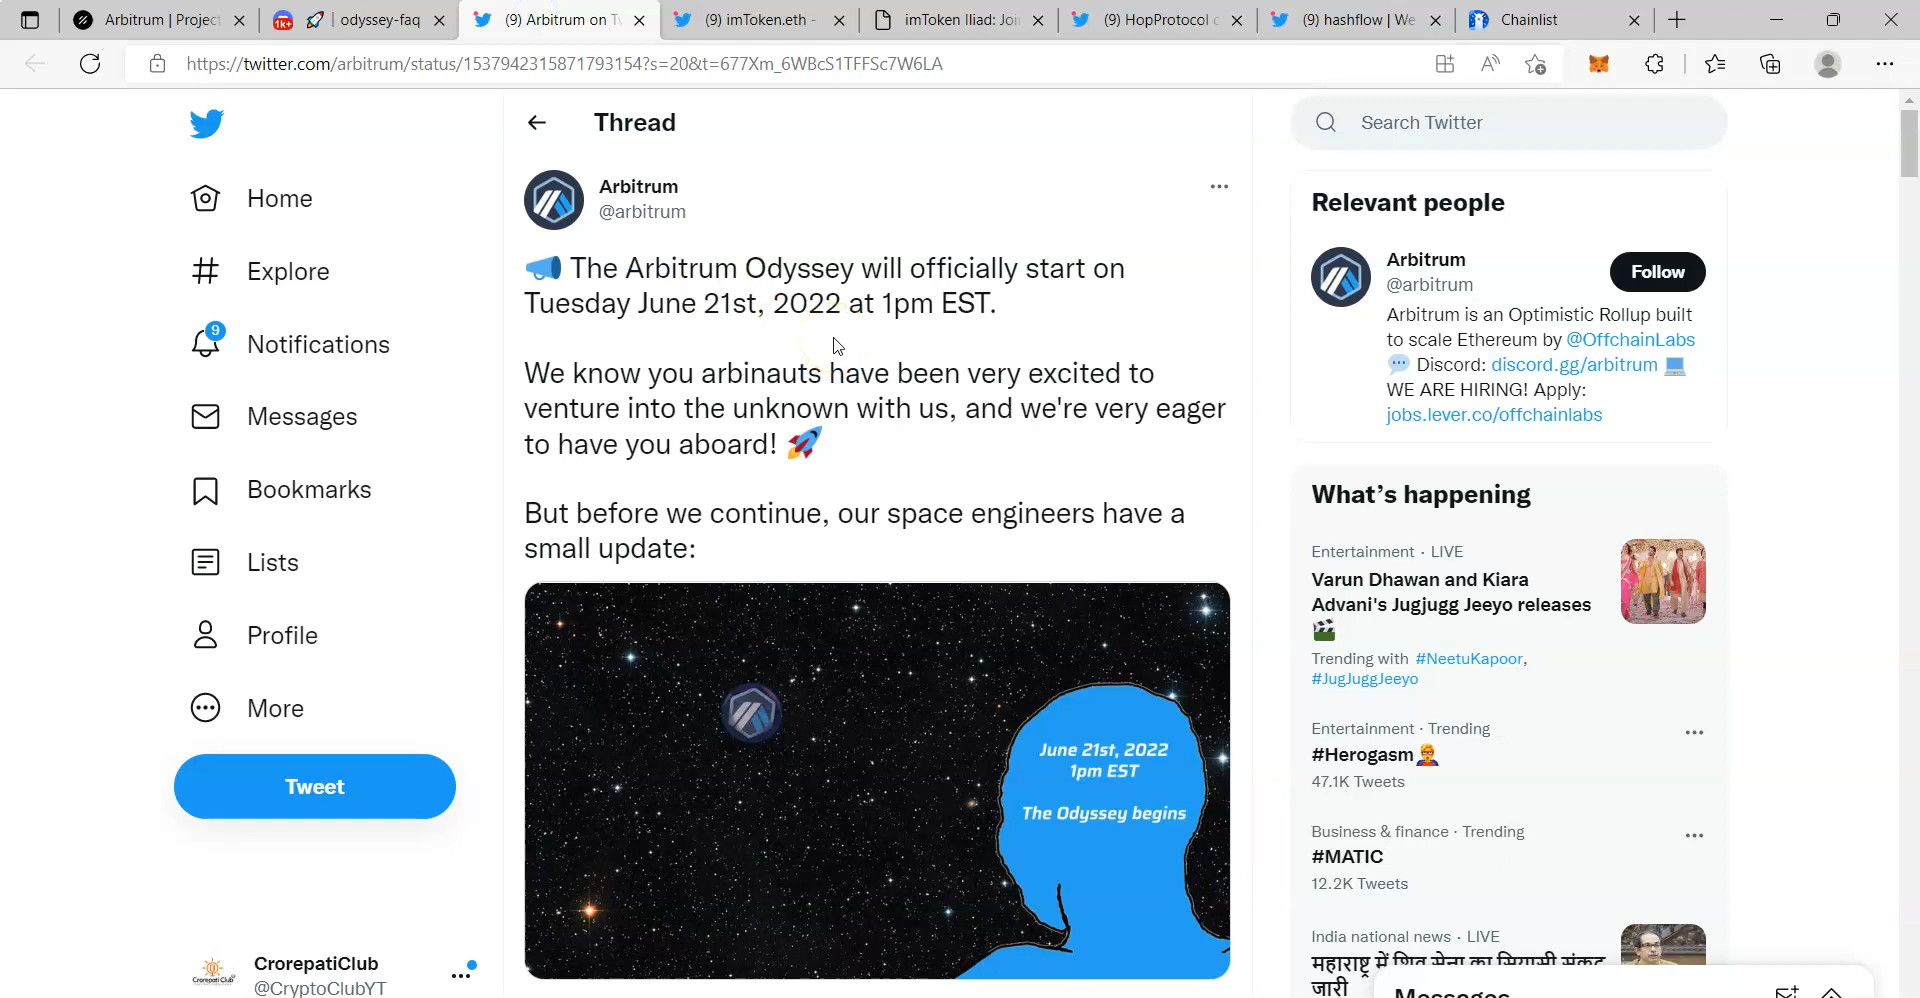 Arbitrum | Project
1k+
odyssey-faq
(9) Arbitrum on Tw
(9) imToken.eth -
imToken Iliad: Joi
(9) HopProtocol o
(9) hashflow | We
Chainlist
https://twitter.com/arbitrum/status/1537942315871793154?s=20&t=677Xm_6WBcS1TFFSc7W6LA
Home
Explore
9
Notifications
Messages
Bookmarks
Lists
Profile
More
Tweet
Crorepati Club
CrorepatiClub
@CryptoClubYT
Thread
Arbitrum
@arbitrum
The Arbitrum Odyssey will officially start on
Tuesday June 21st, 2022 at 1pm EST.
We know you arbinauts have been very excited to
venture into the unknown with us, and we're very eager
to have you aboard!
But before we continue, our space engineers have a
small update:
June 21st, 2022
1pm EST
The Odyssey begins
Search Twitter
Relevant people
Arbitrum
@arbitrum
Follow
Arbitrum is an Optimistic Rollup built
to scale Ethereum by @OffchainLabs
Discord: discord.gg/arbitrum
WE ARE HIRING! Apply:
jobs.lever.co/offchainlabs
What's happening
Entertainment · LIVE
Varun Dhawan and Kiara
Advani's Jugjugg Jeeyo releases
Trending with #NeetuKapoor,
#JugJuggJeeyo
Entertainment · Trending
#Herogasm
47.1K Tweets
Business & finance · Trending
#MATIC
12.2K Tweets
India national news · LIVE
महाराष्ट्र में शिव सेना का सियासी संकट
जारी
Messages